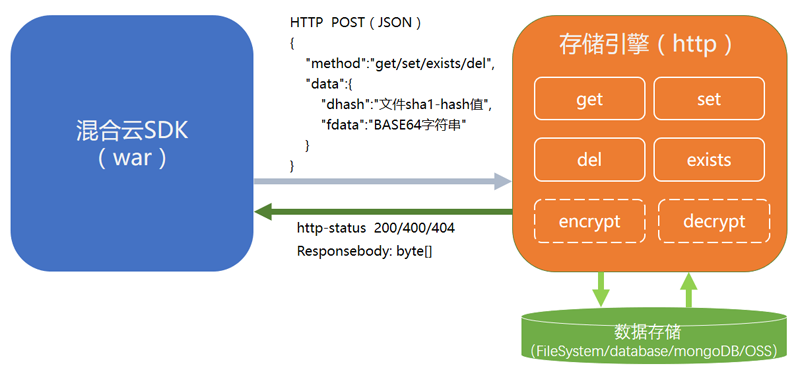 混合云SDK
（war）
HTTP POST（JSON）
{
"method":"get/set/exists/del",
"data":{
"dhash":"文件sha1-hash值",
"fdata":"BASE64字符串"
}
}
http-status 200/400/404
Responsebody: byte[]
存储引擎（http）
get
set
del
exists
encrypt
decrypt
数据存储
（FileSystem/database/mongoDB/OSS）